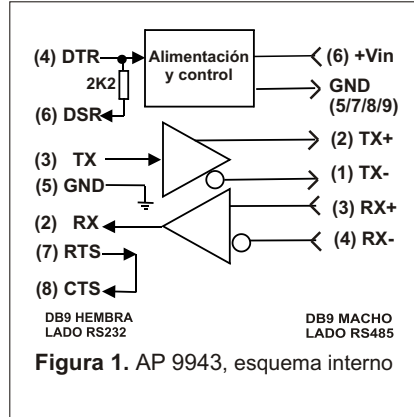 (4) DTR
Alimentación
y control
(6) +Vin
2K2
GND
(5/7/8/9)
(6) DSR
(2) TX+
(3) TX
(1) TX-
(5) GND
(2) RX
(3) RX+
(7) RTS
(4) RX-
(8) CTS
DB9 HEMBRA
LADO RS232
DB9 MACHO
LADO RS485
Figura 1. AP 9943, esquema interno